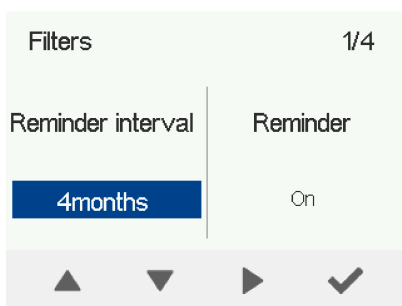 Filters 1/4
Reminder interval Reminder
4months On